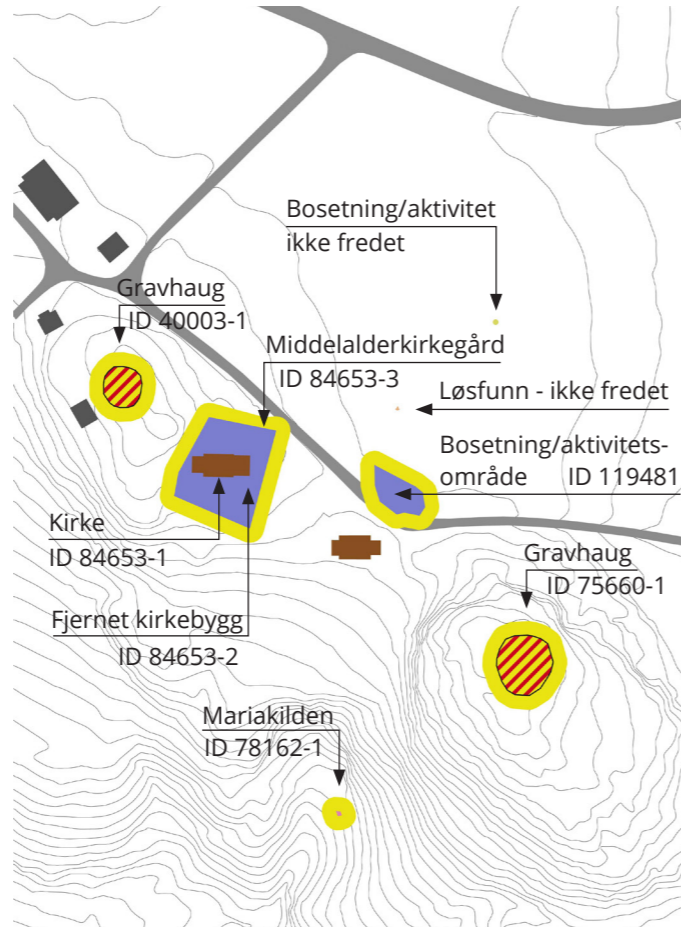 Bosetning/aktivitet
ikke fredet
Gravhaug
ID 40003-1
Middelalderkirkegård
ID 84653-3
Løsfunn - ikke fredet
Bosetning/aktivitets-
område ID 119481
Kirke
ID 84653-1
Gravhaug
ID 75660-1
Fjernet kirkebygg
ID 84653-2
Mariakilden
ID 78162-1